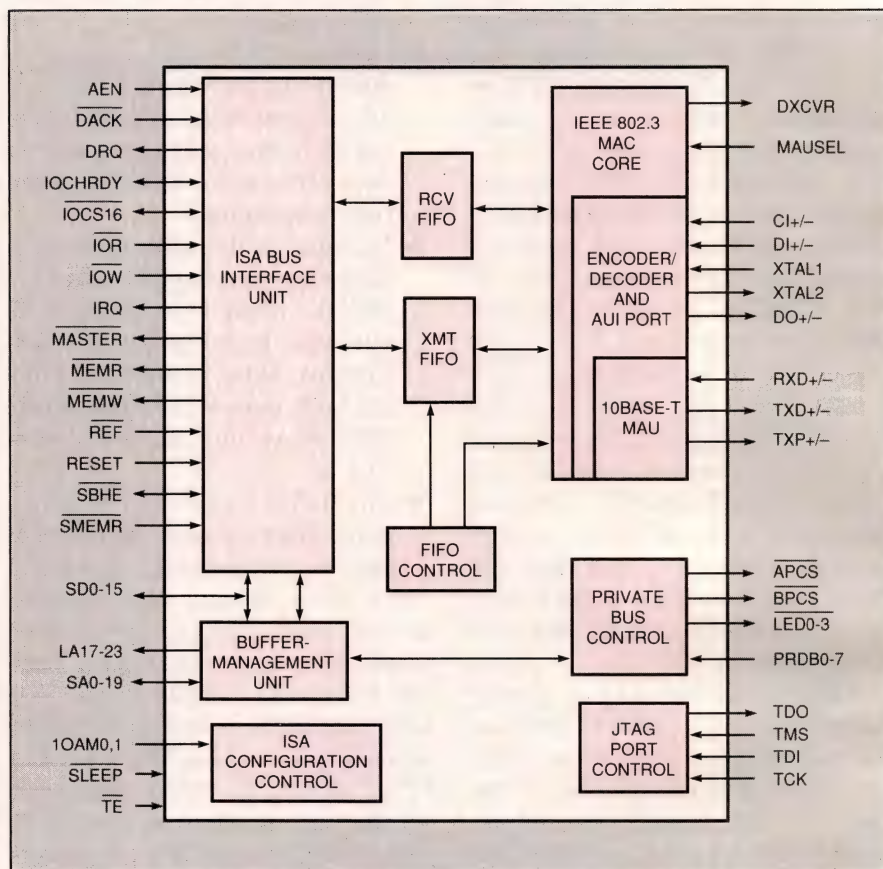 AEN
DACK
DRQ
IOCHRDY
IOCS16
IOR
IOW
IRQ
MASTER
MEMR
MEMW
REF
RESET
SBHE
SMEMR
SD0-15
LA17-23
SA0-19
1OAM0,1
SLEEP
TE
ISA BUS
INTERFACE
UNIT
BUFFER-
MANAGEMENT
UNIT
ISA
CONFIGURATION
CONTROL
RCV
FIFO
XMT
FIFO
FIFO
CONTROL
IEEE 802.3
MAC
CORE
ENCODER/
DECODER
AND
AUI PORT
10BASE-T
MAU
PRIVATE
BUS
CONTROL
JTAG
PORT
CONTROL
DXCVR
MAUSEL
CI+/–
DI+/–
XTAL1
XTAL2
DO+/–
RXD+/–
TXD+/–
TXP+/–
APCS
BPCS
LED0-3
PRDB0-7
TDO
TMS
TDI
TCK